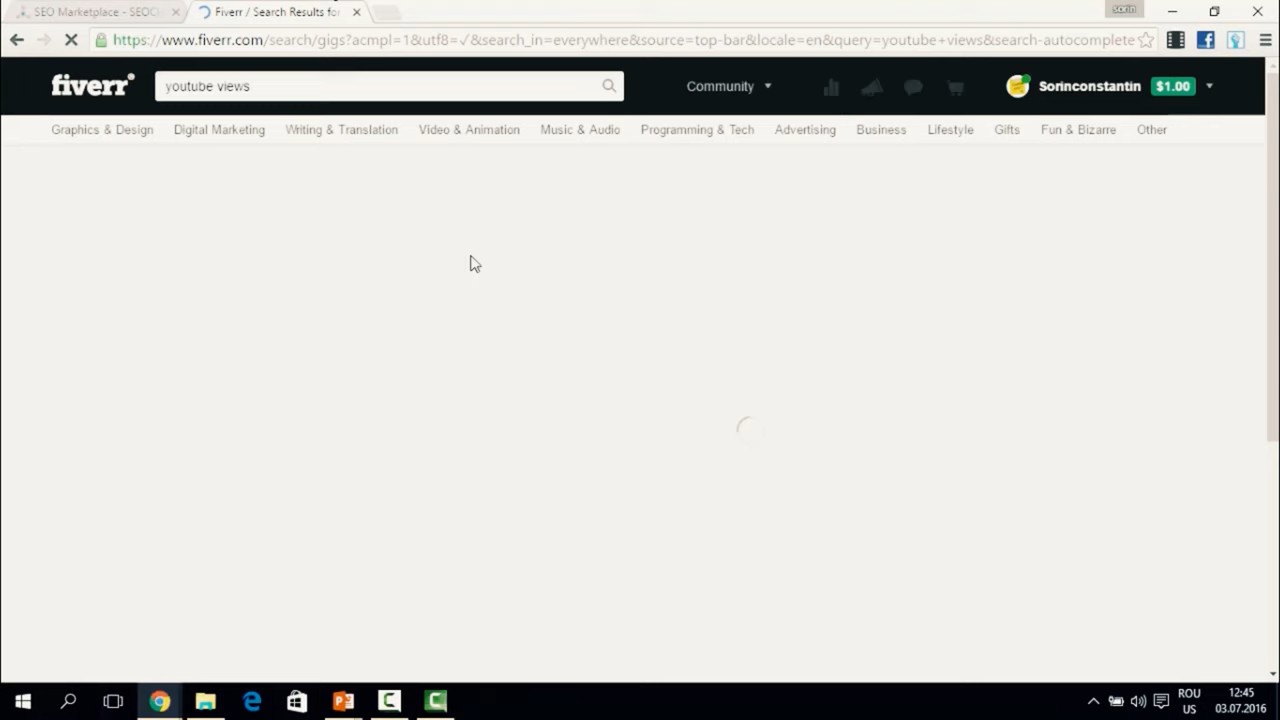 SEO Marketplace - SEOCl
Fiverr / Search Results for
sorin
https://www.fiverr.com/search/gigs?acmpl=1&utf8=✓&search_in=everywhere&source=top-bar&locale=en&query=youtube+views&search-autocomplete
fiverr®
youtube views
Community
Sorinconstantin
$1.00
Graphics & Design
Digital Marketing
Writing & Translation
Video & Animation
Music & Audio
Programming & Tech
Advertising
Business
Lifestyle
Gifts
Fun & Bizarre
Other
ROU
US
12:45
03.07.2016